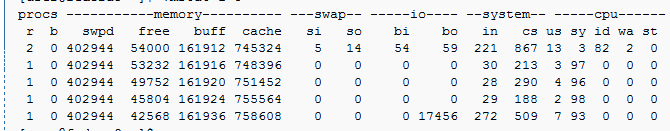 procs -----------memory---------- ---swap-- -----io---- --system-- -----cpu------
r b swpd free buff cache si so bi bo in cs us sy id wa st
2 0 402944 54000 161912 745324 5 14 54 59 221 867 13 3 82 2 0
1 0 402944 53232 161916 748396 0 0 0 0 30 213 3 97 0 0 0
1 0 402944 49752 161920 751452 0 0 0 0 28 290 4 96 0 0 0
1 0 402944 45804 161924 755564 0 0 0 0 29 188 2 98 0 0 0
1 0 402944 42568 161936 758608 0 0 0 17456 272 509 7 93 0 0 0